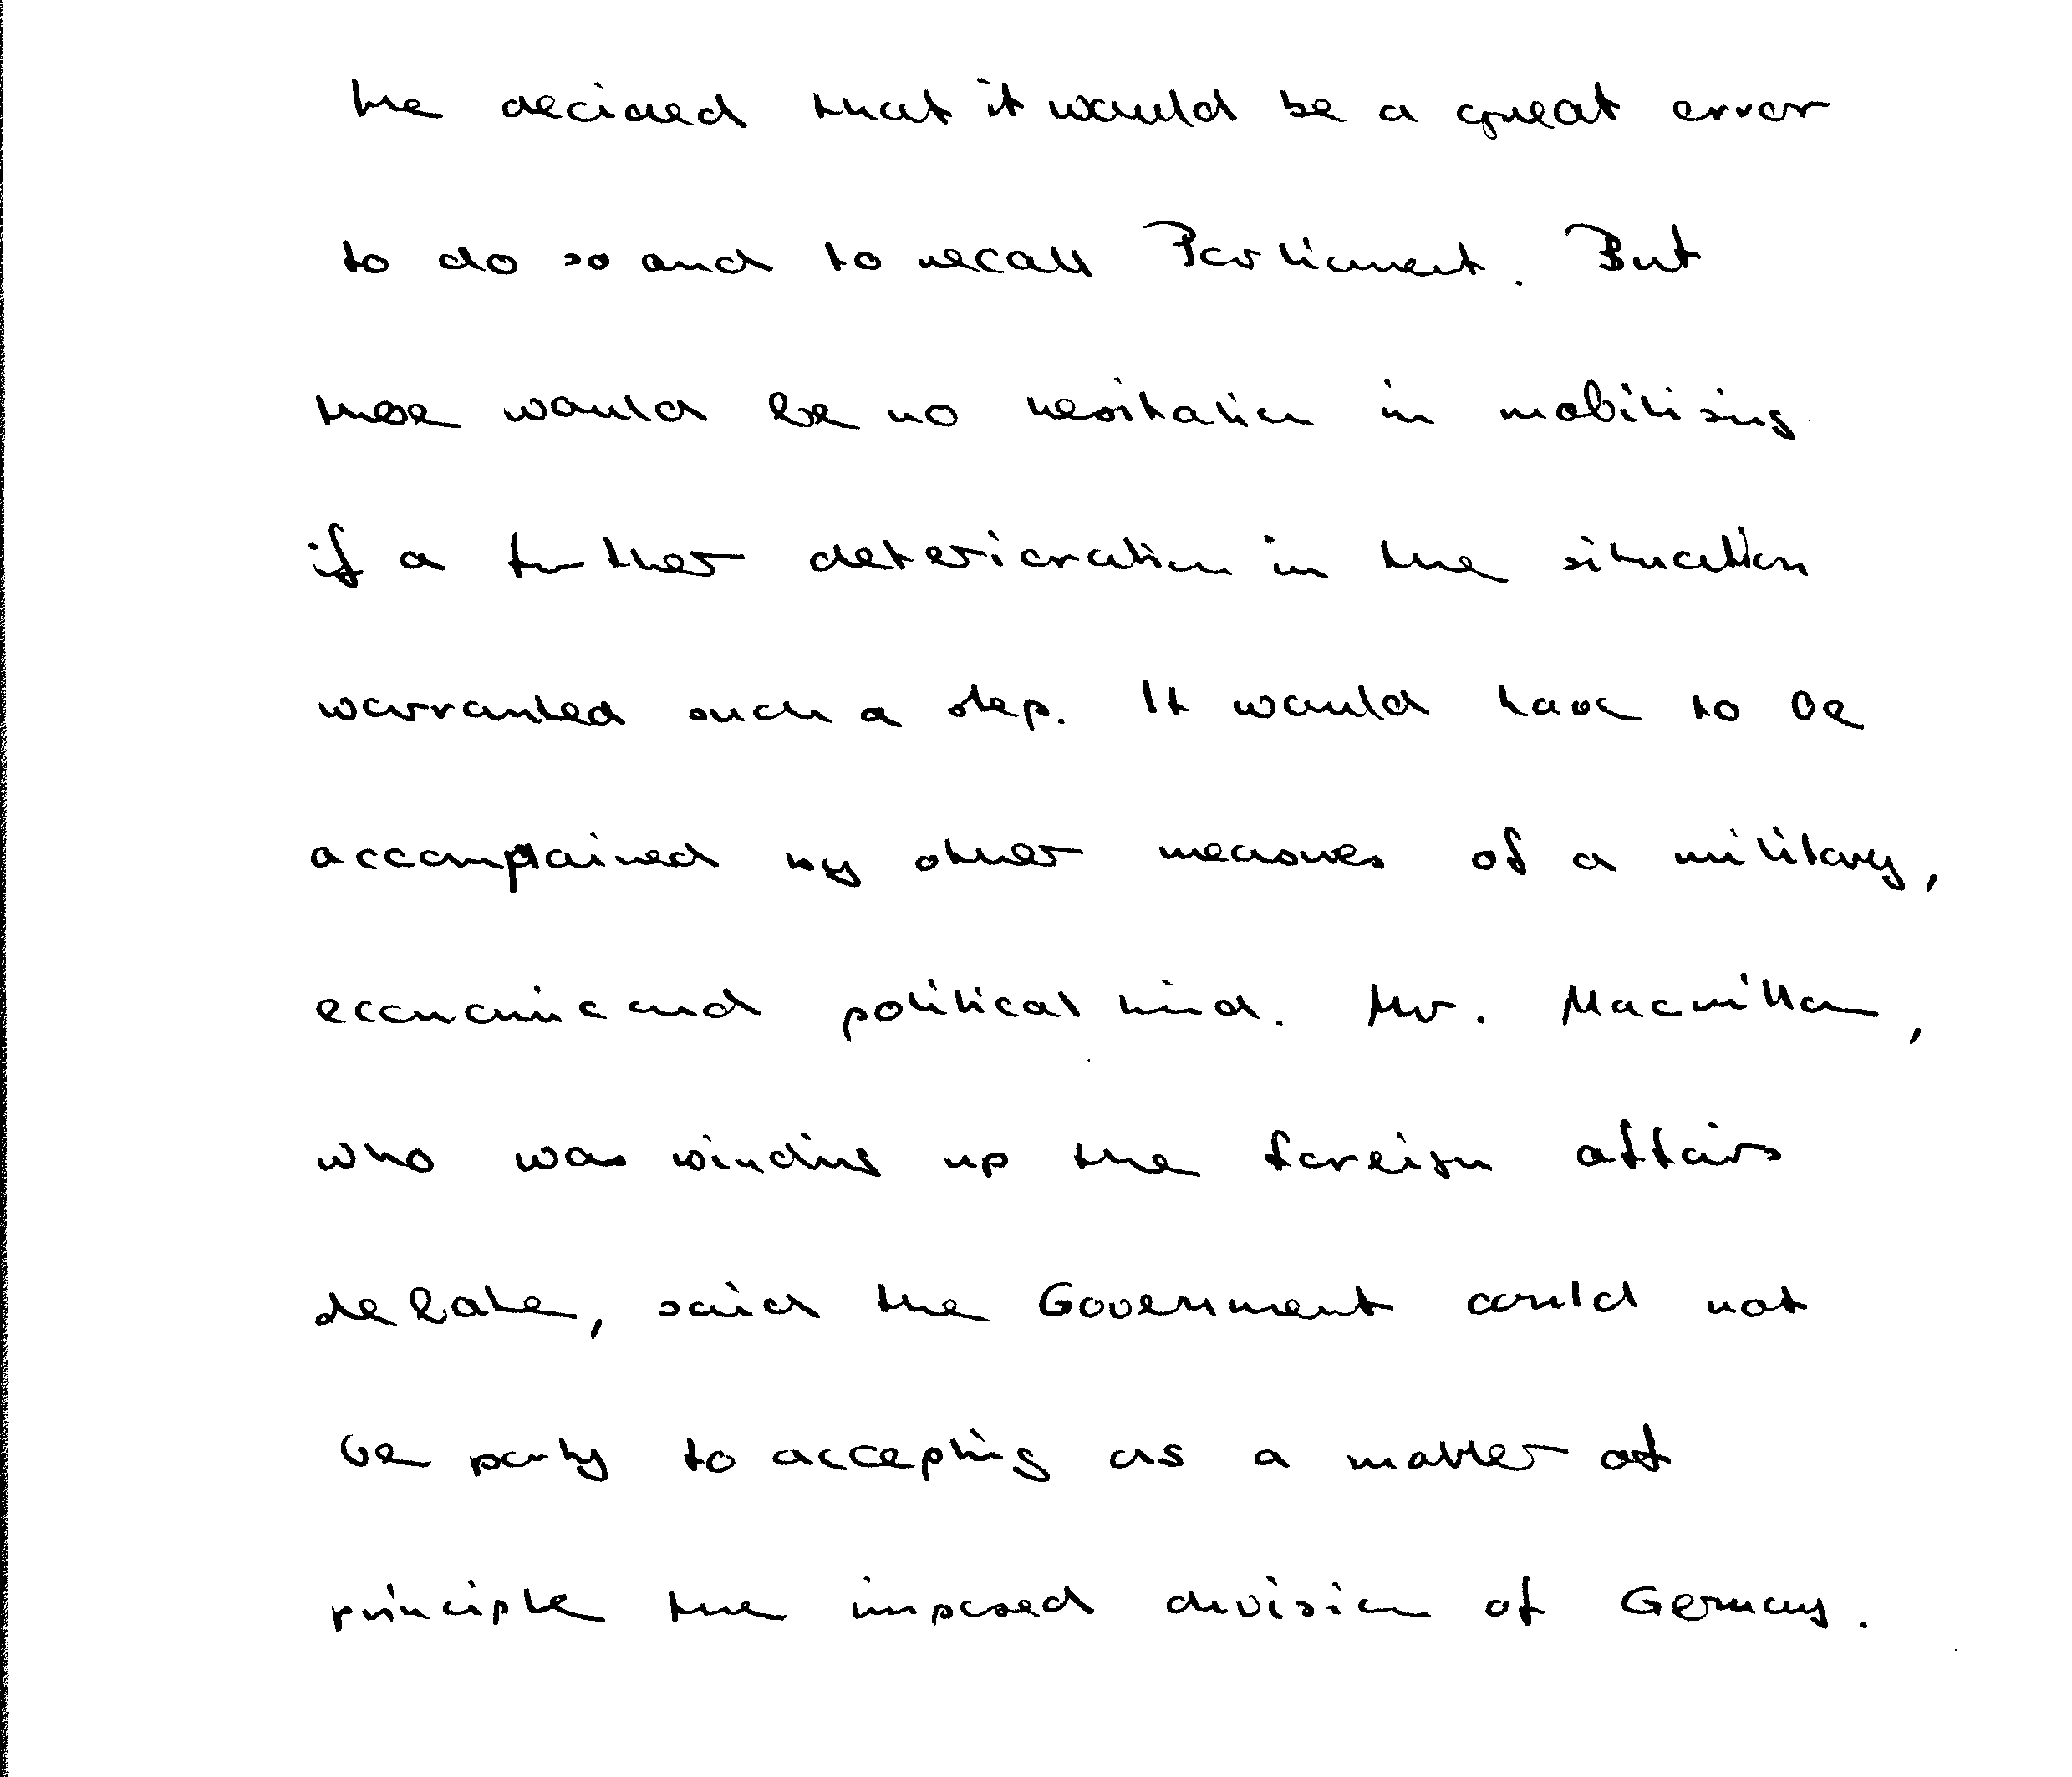 he decided that it would be a great error
to do so and to recall Parliament. But
there would be no hesitation in mobilising
if a further deterioration in the situation
warranted such a step. It would have to be
accompained by other measures of a military,
economic and political kind. Mr. Macmillan,
who was winding up the foreign affairs
debate, said the Government could not
be party to accepting as a matter of
principle the imposed division of Germany.